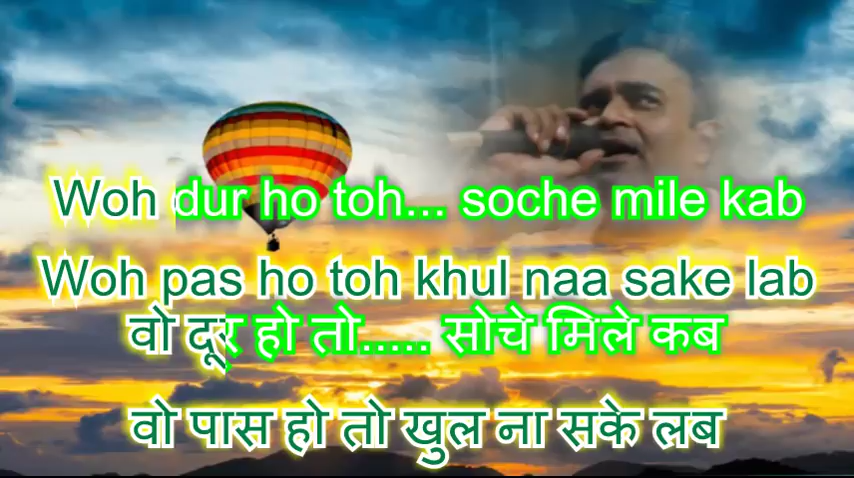 Woh dur ho toh... soche mile kab
Woh pas ho toh khul naa sake lab
वो दूर हो तो..... सोचे मिले कब
वो पास हो तो खुल ना सके लब